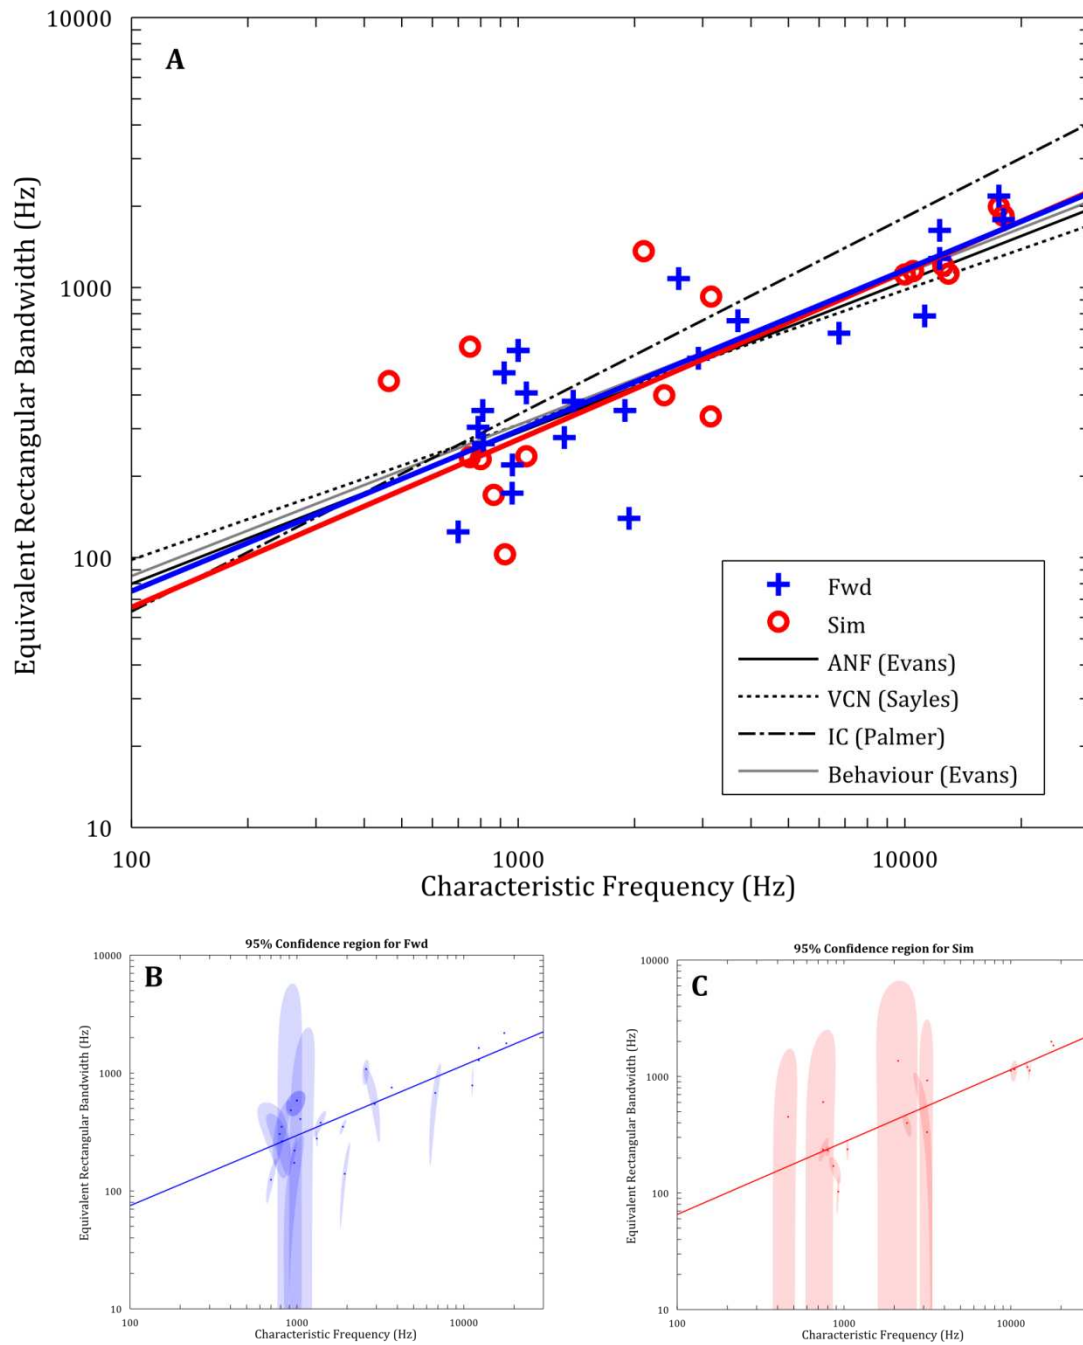 A
10000
1000
100
10
Equivalent Rectangular Bandwidth (Hz)
100 1000 10000
Characteristic Frequency (Hz)
Fwd
Sim
ANF (Evans)
VCN (Sayles)
IC (Palmer)
Behaviour (Evans)
95% Confidence region for Fwd
B
10000
1000
100
10
Equivalent Rectangular Bandwidth (Hz)
100 1000 10000
Characteristic Frequency (Hz)
95% Confidence region for Sim
C
10000
1000
100
10
Equivalent Rectangular Bandwidth (Hz)
100 1000 10000
Characteristic Frequency (Hz)